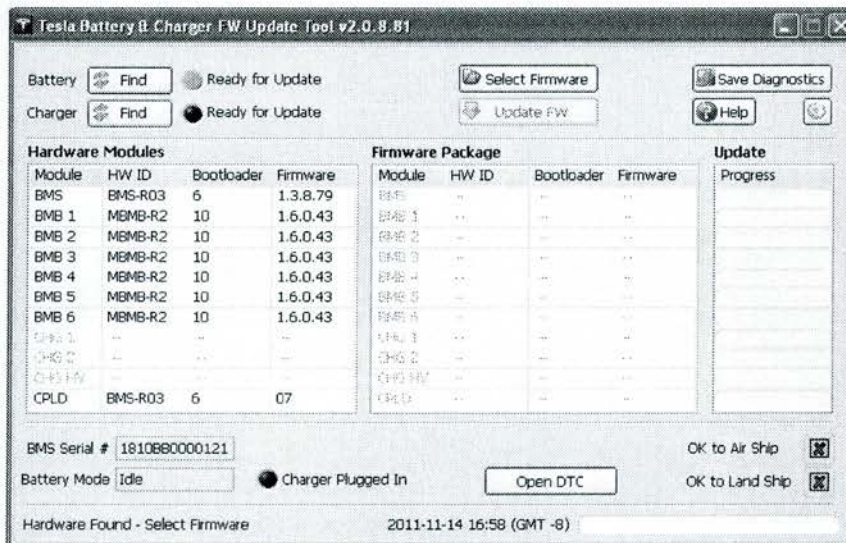 Tesla Battery & Charger FW Update Tool v2.0.8.81
Battery Find Ready for Update Select Firmware Save Diagnostics
Charger Find Ready for Update Update FW Help
Hardware Modules Firmware Package Update
Module HW ID Bootloader Firmware Module HW ID Bootloader Firmware Progress
BMS BMS-R03 6 1.3.8.79 BMS -- -- --
BMB 1 MBMB-R2 10 1.6.0.43 BMB 1 -- -- --
BMB 2 MBMB-R2 10 1.6.0.43 BMB 2 -- -- --
BMB 3 MBMB-R2 10 1.6.0.43 BMB 3 -- -- --
BMB 4 MBMB-R2 10 1.6.0.43 BMB 4 -- -- --
BMB 5 MBMB-R2 10 1.6.0.43 BMB 5 -- -- --
BMB 6 MBMB-R2 10 1.6.0.43 BMB 6 -- -- --
CHG 1 -- -- -- CHG 1 -- -- --
CHG 2 -- -- -- CHG 2 -- -- --
CHG HV -- -- -- CHG HV -- -- --
CPLD BMS-R03 6 07 CPLD -- -- --
BMS Serial # 1810BB0000121 OK to Air Ship
Battery Mode Idle Charger Plugged In Open DTC OK to Land Ship
Hardware Found - Select Firmware 2011-11-14 16:58 (GMT -8)